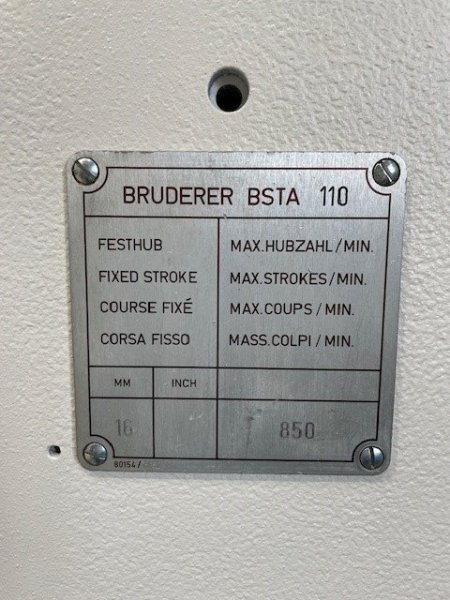 BRUDERER BSTA 110
FESTHUB
FIXED STROKE
COURSE FIXÉ
CORSA FISSO
MAX.HUBZAHL/MIN.
MAX.STROKES/MIN.
MAX.COUPS/MIN.
MASS.COLPI/MIN.
MM INCH
16 850
80154/